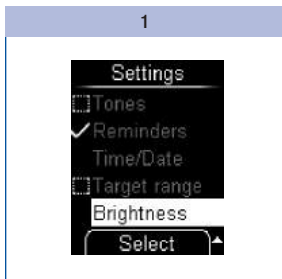 1
Settings
Tones
Reminders
Time/Date
Target range
Brightness
Select